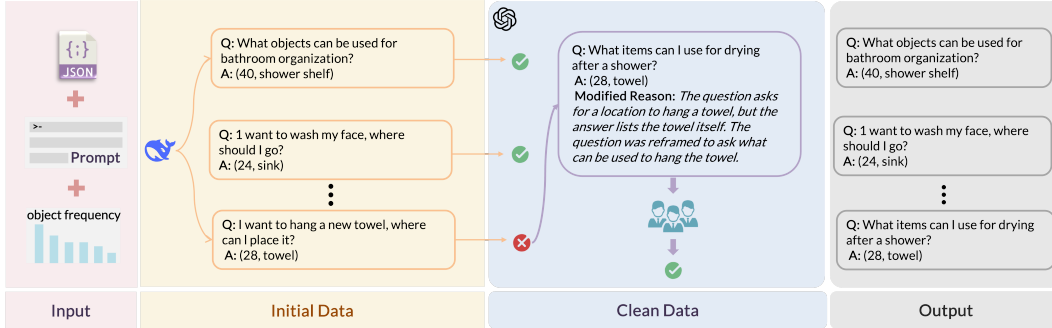 {;}
JSON
>-
Prompt
object frequency
Input
Q: What objects can be used for
bathroom organization?
A: (40, shower shelf)
Q: 1 want to wash my face, where
should I go?
A: (24, sink)
Q: I want to hang a new towel, where
can I place it?
A: (28, towel)
Initial Data
Q: What items can I use for drying
after a shower?
A: (28, towel)
Modified Reason: The question asks
for a location to hang a towel, but the
answer lists the towel itself. The
question was reframed to ask what
can be used to hang the towel.
Clean Data
Q: What objects can be used for
bathroom organization?
A: (40, shower shelf)
Q: 1 want to wash my face, where
should I go?
A: (24, sink)
Q: What items can I use for drying
after a shower?
A: (28, towel)
Output